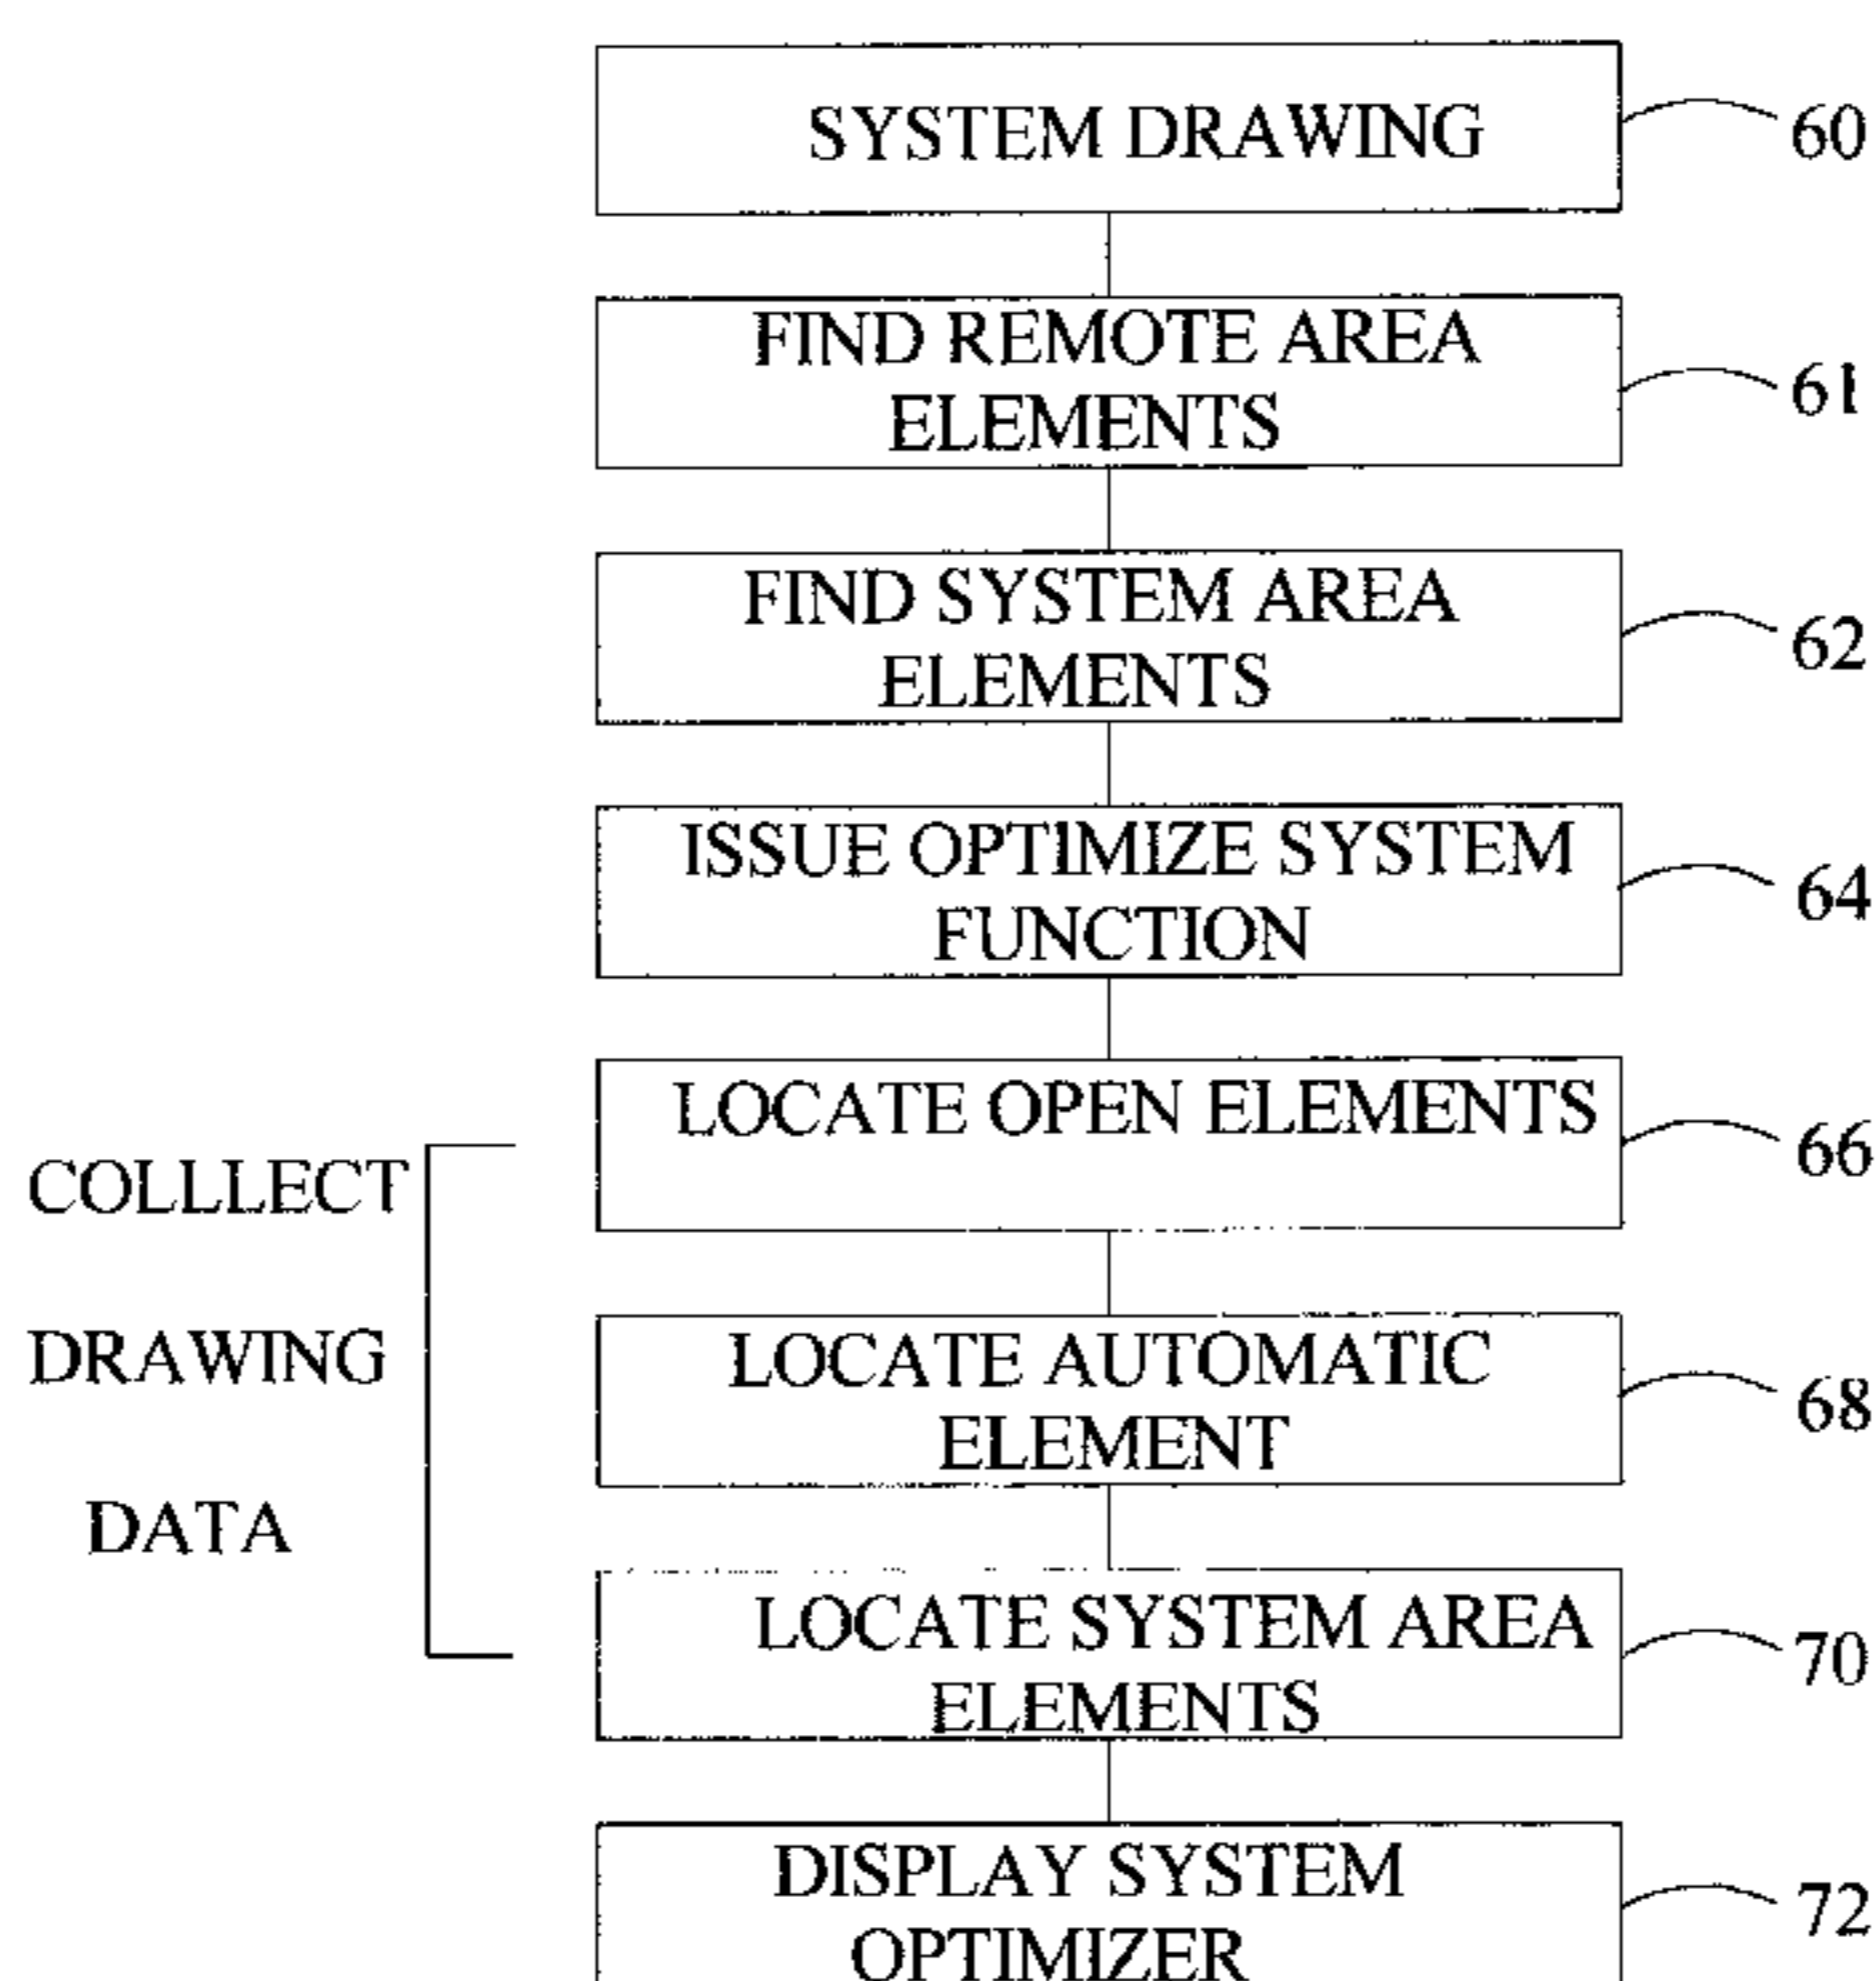 SYSTEM DRAWING
60
FIND REMOTE AREA
ELEMENTS
61
FIND SYSTEM AREA
ELEMENTS
62
ISSUE OPTIMIZE SYSTEM
FUNCTION
64
LOCATE OPEN ELEMENTS
66
COLLLECT
DRAWING
DATA
LOCATE AUTOMATIC
ELEMENT
68
LOCATE SYSTEM AREA
ELEMENTS
70
DISPLAY SYSTEM
OPTIMIZER
72